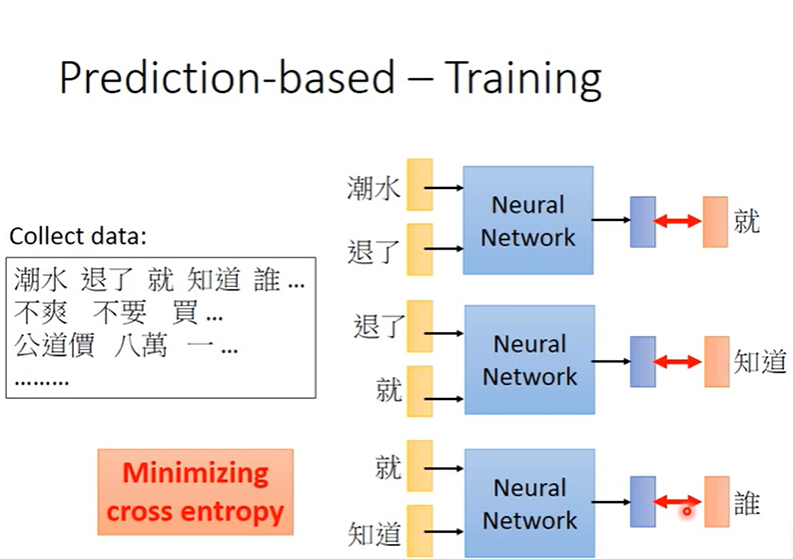 Prediction-based – Training
Collect data:
潮水 退了 就 知道 誰 …
不爽 不要 買 …
公道價 八萬 一 …
………
Minimizing
cross entropy
潮水
退了
Neural
Network
就
退了
就
Neural
Network
知道
就
知道
Neural
Network
誰